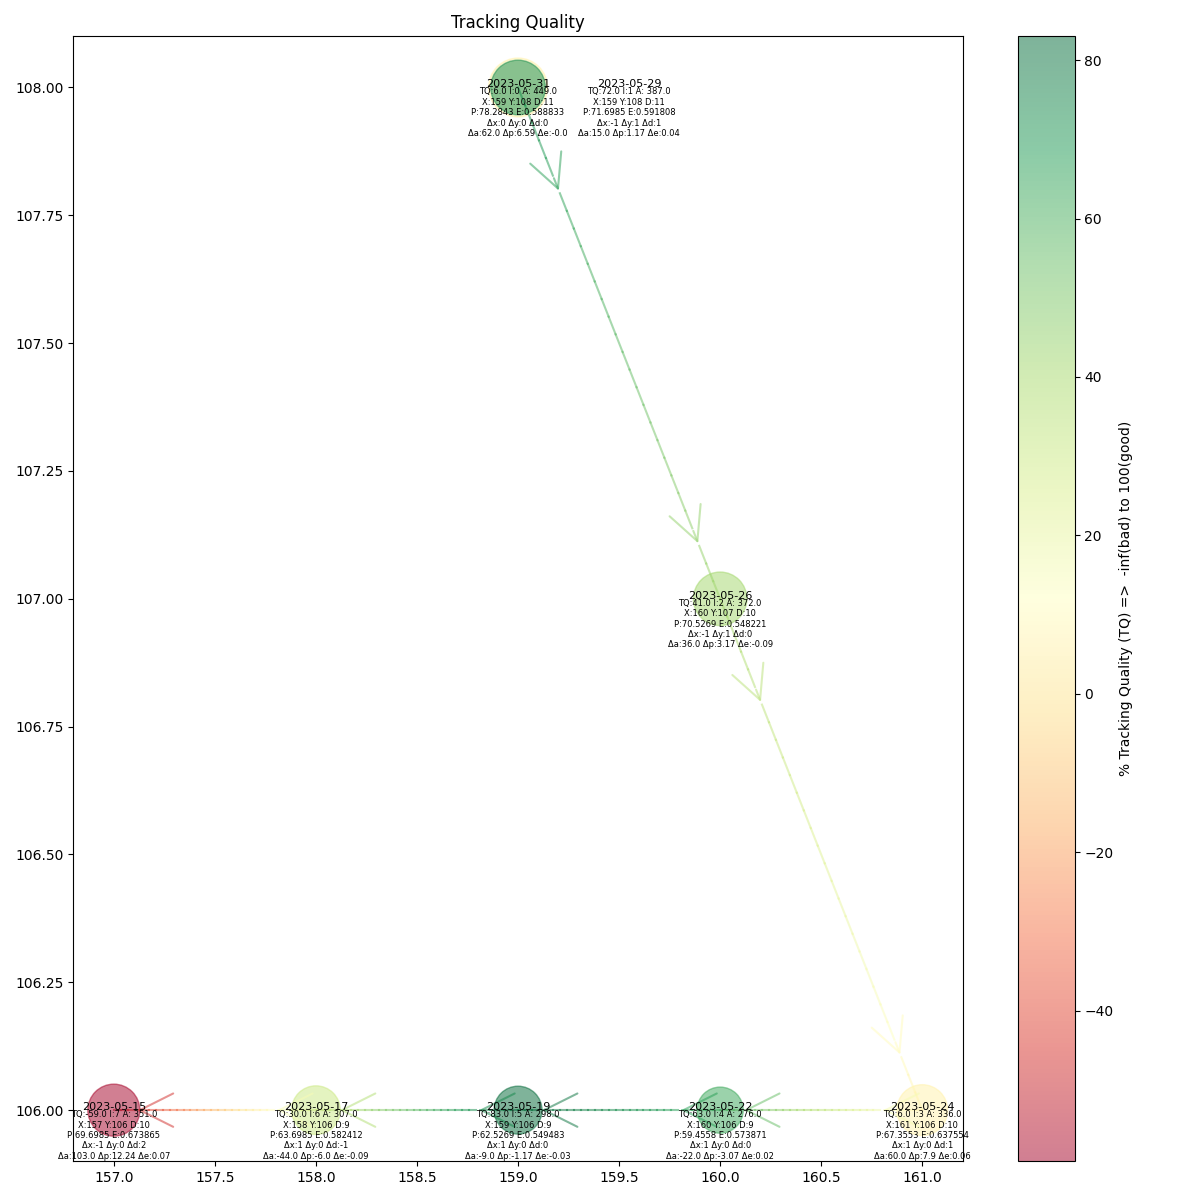 Tracking Quality
108.00
107.75
107.50
107.25
107.00
106.75
106.50
106.25
106.00
2023-05-31
TQ:6.0 I:0 A: 449.0
X:159 Y:108 D:11
P:78.2843 E:0.588833
Δx:0 Δy:0 Δd:0
Δa:62.0 Δp:6.59 Δe:-0.0
2023-05-29
TQ:72.0 I:1 A: 387.0
X:159 Y:108 D:11
P:71.6985 E:0.591808
Δx:-1 Δy:1 Δd:1
Δa:15.0 Δp:1.17 Δe:0.04
2023-05-26
TQ:41.0 I:2 A: 372.0
X:160 Y:107 D:10
P:70.5269 E:0.548221
Δx:-1 Δy:1 Δd:0
Δa:36.0 Δp:3.17 Δe:-0.09
2023-05-15
TQ:-59.0 I:7 A: 351.0
X:157 Y:106 D:10
P:69.6985 E:0.673865
Δx:-1 Δy:0 Δd:2
Δa:103.0 Δp:12.24 Δe:0.07
2023-05-17
TQ:30.0 I:6 A: 307.0
X:158 Y:106 D:9
P:63.6985 E:0.582412
Δx:1 Δy:0 Δd:-1
Δa:-44.0 Δp:-6.0 Δe:-0.09
2023-05-19
TQ:83.0 I:5 A: 298.0
X:159 Y:106 D:9
P:62.5269 E:0.549483
Δx:1 Δy:0 Δd:0
Δa:-9.0 Δp:-1.17 Δe:-0.03
2023-05-22
TQ:63.0 I:4 A: 276.0
X:160 Y:106 D:9
P:59.4558 E:0.573871
Δx:1 Δy:0 Δd:0
Δa:-22.0 Δp:-3.07 Δe:0.02
2023-05-24
TQ:6.0 I:3 A: 336.0
X:161 Y:106 D:10
P:67.3553 E:0.637554
Δx:1 Δy:0 Δd:1
Δa:60.0 Δp:7.9 Δe:0.06
157.0
157.5
158.0
158.5
159.0
159.5
160.0
160.5
161.0
80
60
40
20
0
−20
−40
% Tracking Quality (TQ) => -inf(bad) to 100(good)